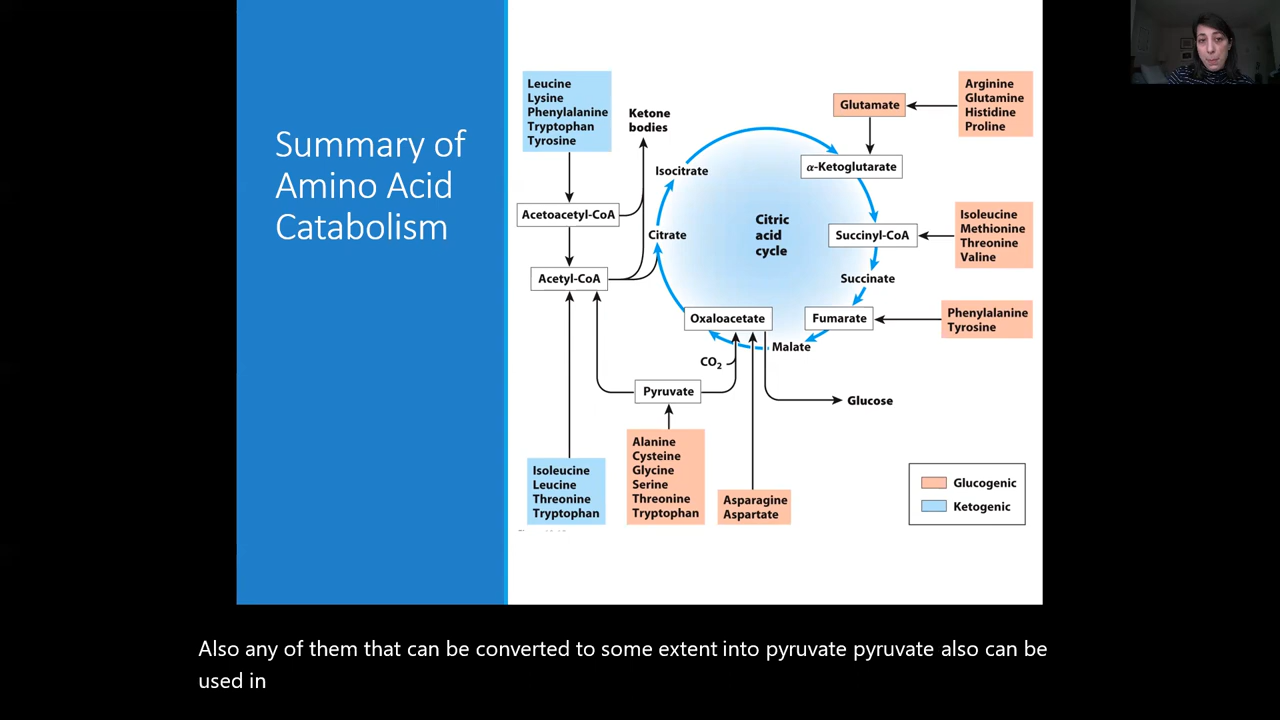 Summary of
Amino Acid
Catabolism
Leucine
Lysine
Phenylalanine
Tryptophan
Tyrosine
Ketone
bodies
Glutamate
Arginine
Glutamine
Histidine
Proline
Isocitrate
α-Ketoglutarate
Acetoacetyl-CoA
Citrate
Citric
acid
cycle
Succinyl-CoA
Isoleucine
Methionine
Threonine
Valine
Acetyl-CoA
Succinate
Oxaloacetate
Fumarate
Phenylalanine
Tyrosine
Malate
CO₂
Pyruvate
Glucose
Isoleucine
Leucine
Threonine
Tryptophan
Alanine
Cysteine
Glycine
Serine
Threonine
Tryptophan
Asparagine
Aspartate
Glucogenic
Ketogenic
Also any of them that can be converted to some extent into pyruvate pyruvate also can be
used in